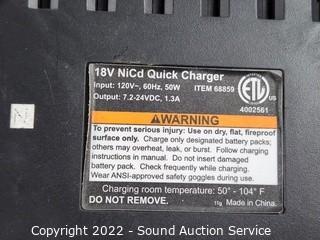 18V NiCd Quick Charger
Input: 120V~, 60Hz, 50W ITEM 68859
Output: 7.2-24VDC, 1.3A
ETL
4002561
WARNING
To prevent serious injury: Use on dry, flat, fireproof
surface only. Charge only designated battery packs;
others may overheat, leak, or burst. Follow charging
instructions in manual. Do not insert damaged
battery pack. Check frequently while charging.
Wear ANSI-approved safety goggles during use.
Charging room temperature: 50° - 104° F
DO NOT REMOVE. 11g Made in China.
Copyright 2022 - Sound Auction Service